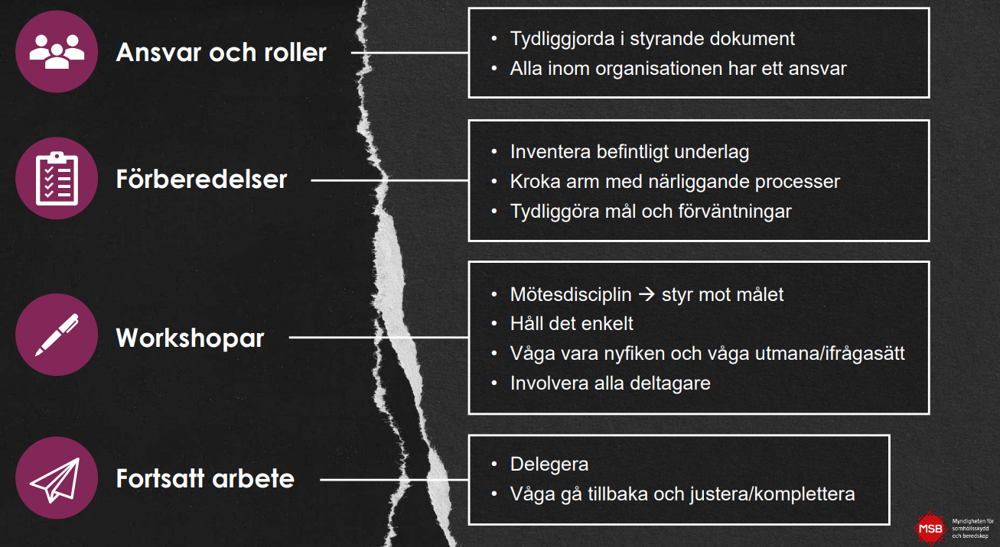 Ansvar och roller
• Tydliggjorda i styrande dokument
• Alla inom organisationen har ett ansvar
Förberedelser
• Inventera befintligt underlag
• Kroka arm med närliggande processer
• Tydliggöra mål och förväntningar
Workshopar
• Mötesdisciplin → styr mot målet
• Håll det enkelt
• Våga vara nyfiken och våga utmana/ifrågasätt
• Involvera alla deltagare
Fortsatt arbete
• Delegera
• Våga gå tillbaka och justera/komplettera
MSB
Myndigheten för
samhällsskydd
och beredskap